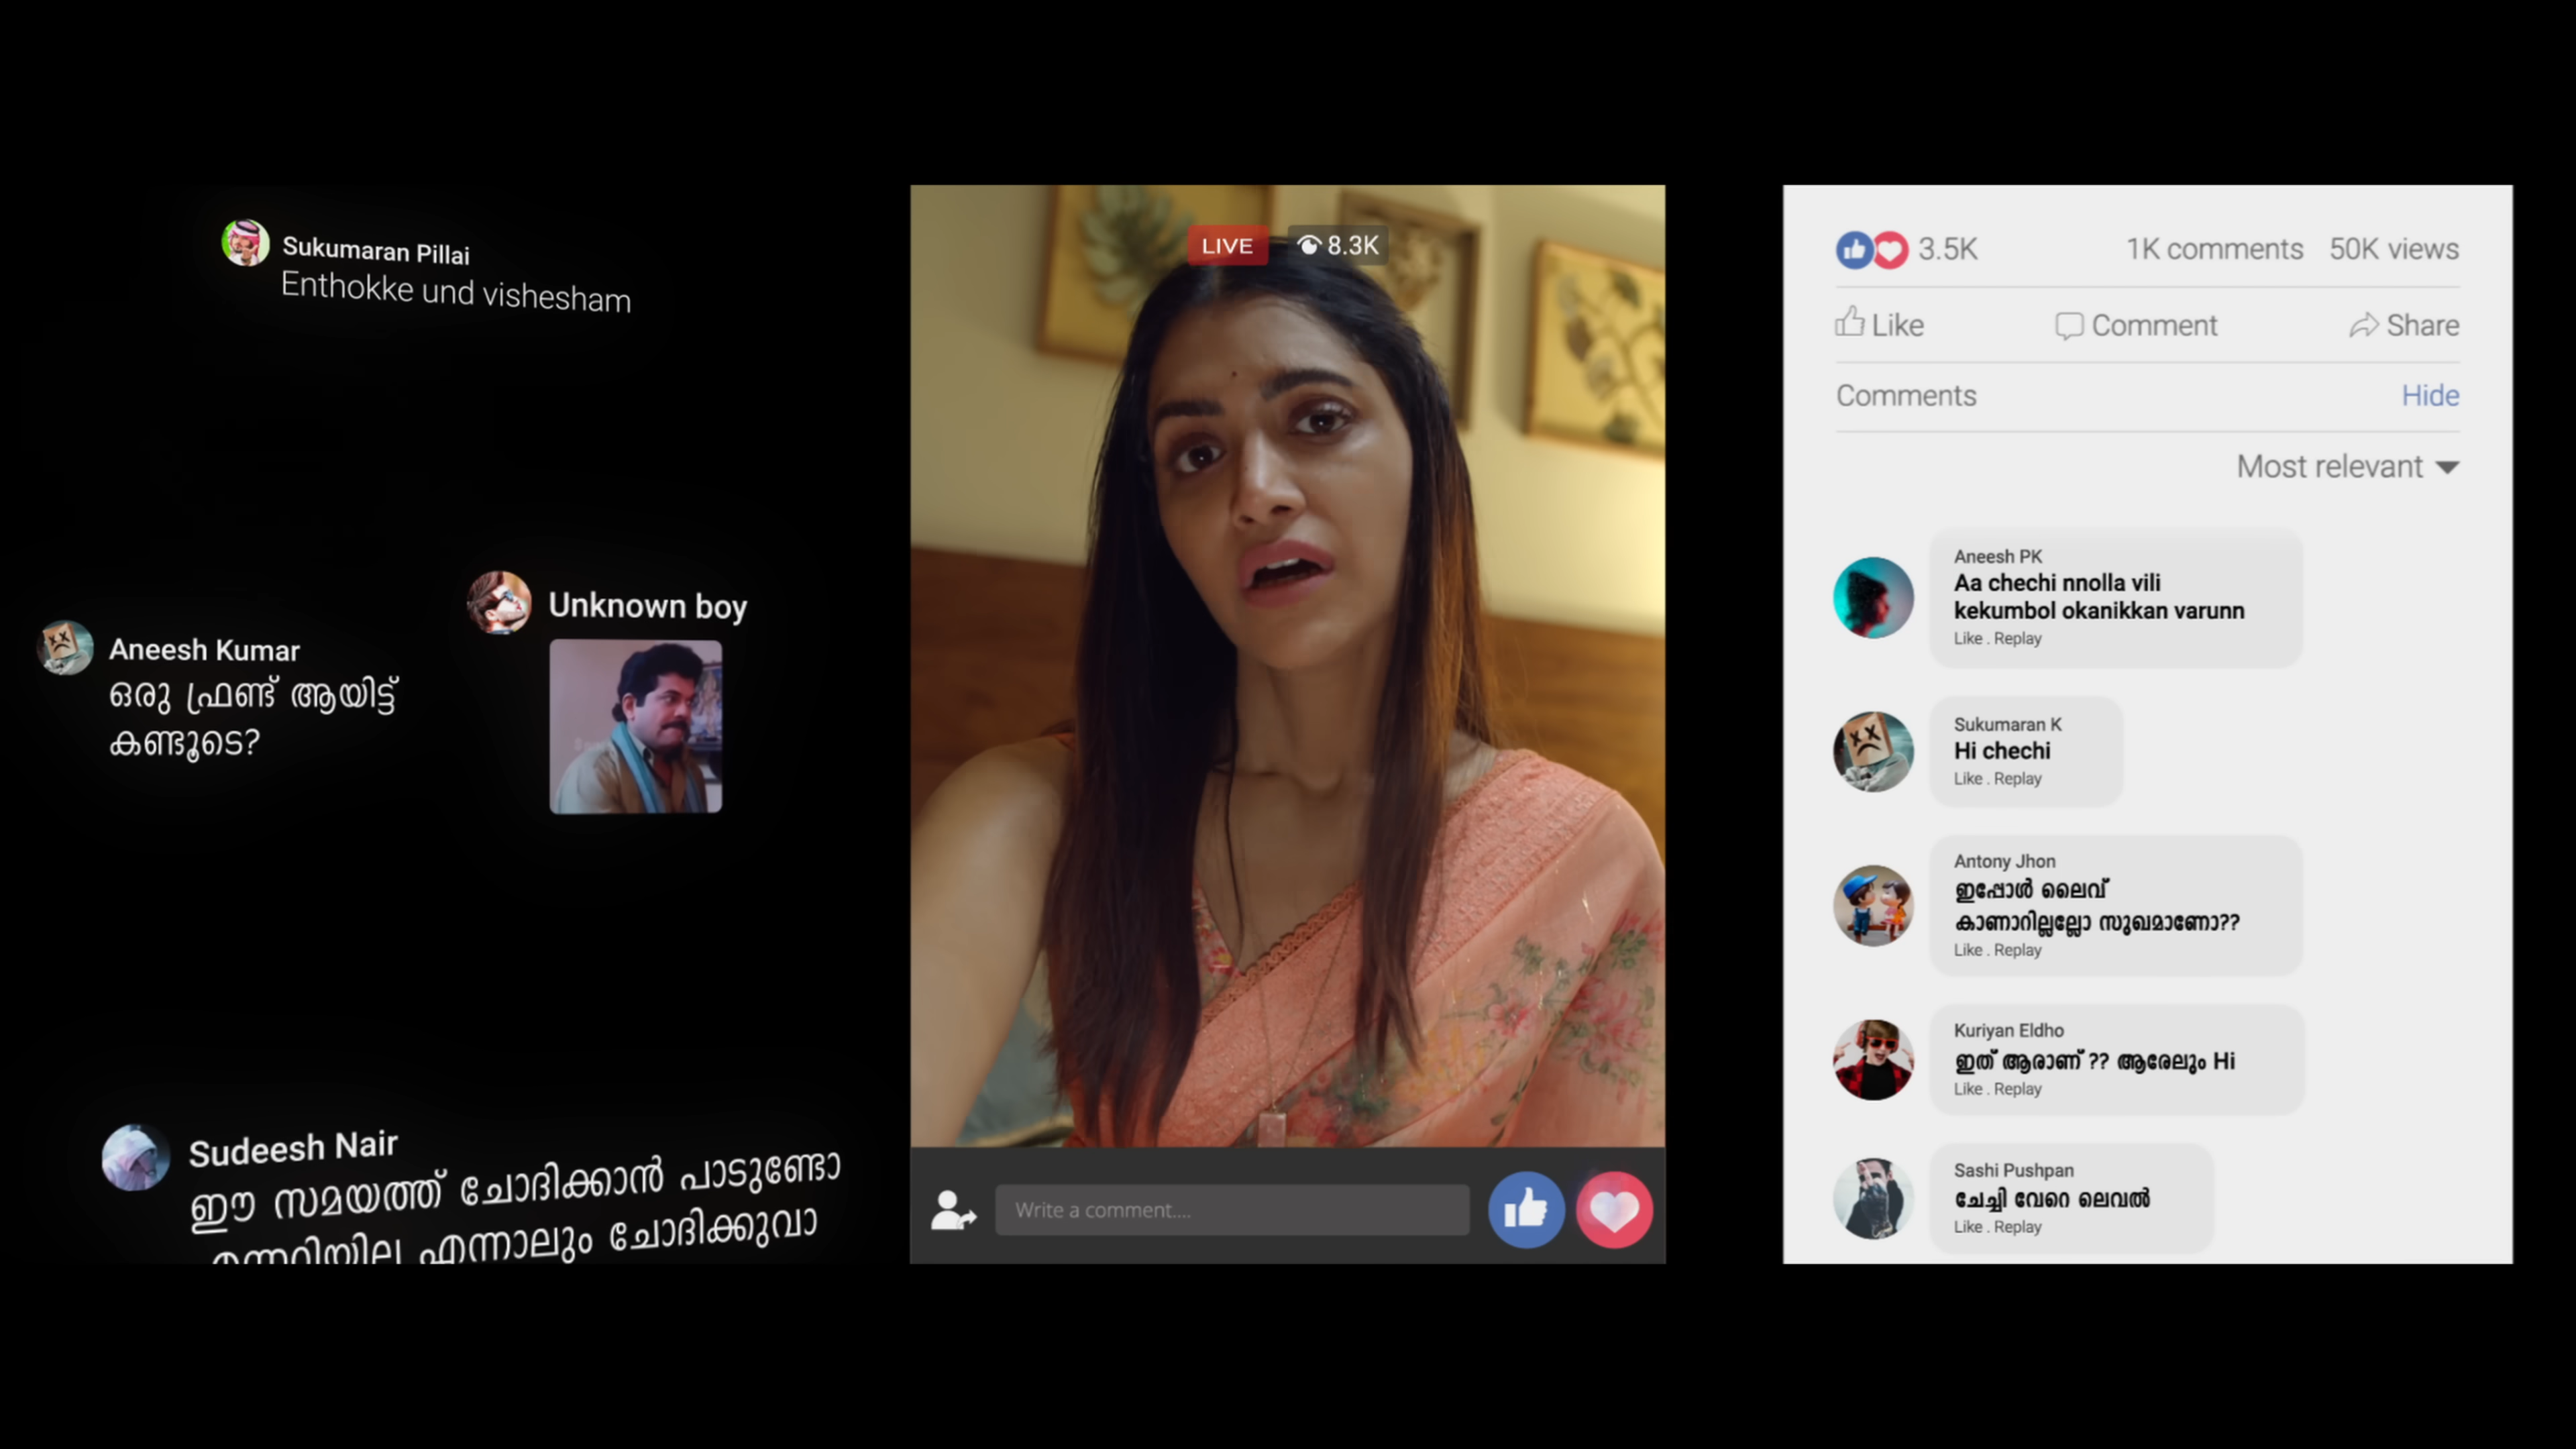 Sukumaran Pillai
Enthokke und vishesham
Unknown boy
Aneesh Kumar
ഒരു ഫ്രണ്ട് ആയിട്ട്
കണ്ടൂടെ?
Sudeesh Nair
ഈ സമയത്ത് ചോദിക്കാൻ പാടുണ്ടോ
എന്നറിയില്ല എന്നാലും ചോദിക്കുവാ
LIVE 8.3K
Write a comment....
3.5K 1K comments 50K views
Like Comment Share
Comments Hide
Most relevant
Aneesh PK
Aa chechi nnolla vili
kekumbol okanikkan varunn
Like . Replay
Sukumaran K
Hi chechi
Like . Replay
Antony Jhon
ഇപ്പോൾ ലൈവ്
കാണാറില്ലല്ലോ സുഖമാണോ??
Like . Replay
Kuriyan Eldho
ഇത് ആരാണ് ?? ആരേലും Hi
Like . Replay
Sashi Pushpan
ചേച്ചി വേറെ ലെവൽ
Like . Replay